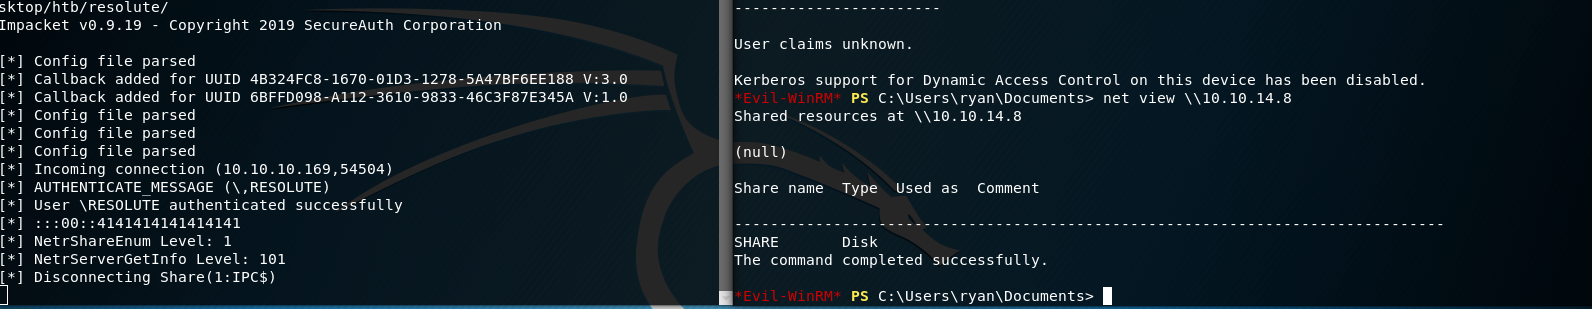 sktop/htb/resolute/
Impacket v0.9.19 - Copyright 2019 SecureAuth Corporation
[*] Config file parsed
[*] Callback added for UUID 4B324FC8-1670-01D3-1278-5A47BF6EE188 V:3.0
[*] Callback added for UUID 6BFFD098-A112-3610-9833-46C3F87E345A V:1.0
[*] Config file parsed
[*] Config file parsed
[*] Config file parsed
[*] Incoming connection (10.10.10.169,54504)
[*] AUTHENTICATE_MESSAGE (\,RESOLUTE)
[*] User \RESOLUTE authenticated successfully
[*] :::00::4141414141414141
[*] NetrShareEnum Level: 1
[*] NetrServerGetInfo Level: 101
[*] Disconnecting Share(1:IPC$)
-----------------------
User claims unknown.
Kerberos support for Dynamic Access Control on this device has been disabled.
*Evil-WinRM* PS C:\Users\ryan\Documents> net view \\10.10.14.8
Shared resources at \\10.10.14.8
(null)
Share name  Type  Used as  Comment
-------------------------------------------------------------------------------
SHARE       Disk
The command completed successfully.
*Evil-WinRM* PS C:\Users\ryan\Documents>